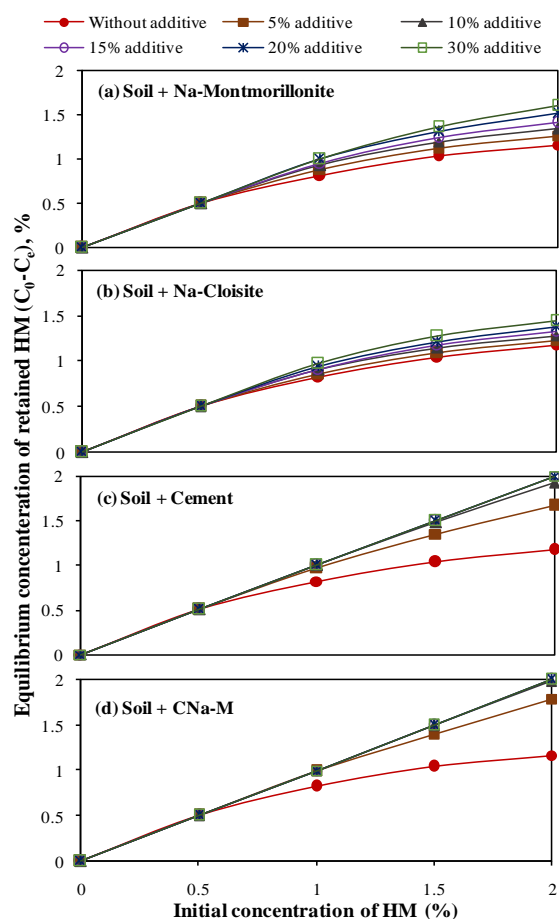 Without additive 5% additive 10% additive
15% additive 20% additive 30% additive
Equilibrium concenteration of retained HM (C₀-Cₑ), %
2
(a) Soil + Na-Montmorillonite
1.5
1
0.5
0
2
(b) Soil + Na-Cloisite
1.5
1
0.5
0
2
(c) Soil + Cement
1.5
1
0.5
0
2
(d) Soil + CNa-M
1.5
1
0.5
0
0 0.5 1 1.5 2
Initial concentration of HM (%)